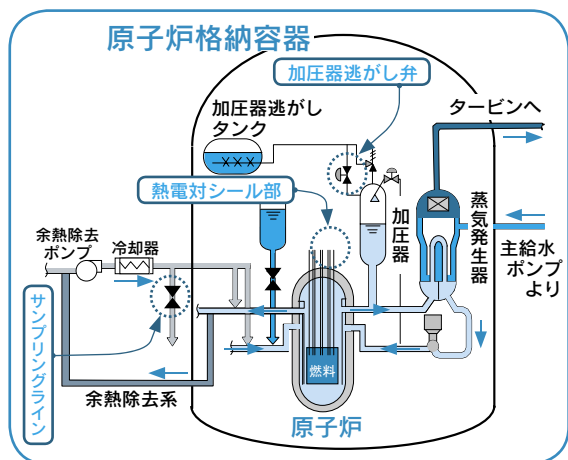 原子炉格納容器
加圧器逃がし弁
加圧器逃がし
タンク
タービンへ
熱電対シール部
加圧器
蒸気発生器
余熱除去
ポンプ
冷却器
主給水
ポンプ
より
サンプリングライン
燃料
余熱除去系
原子炉